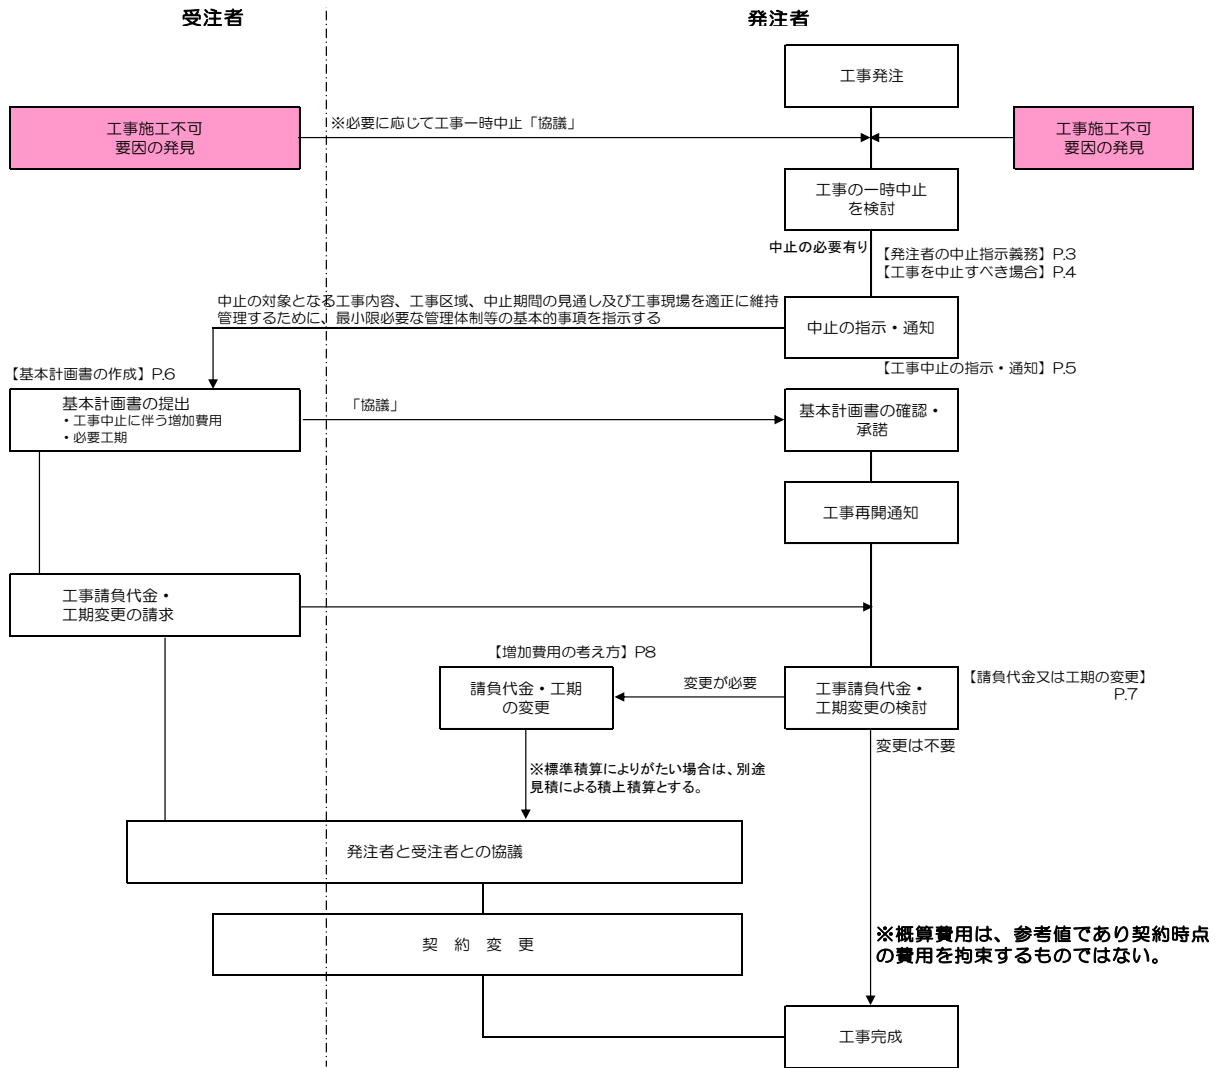 受注者
発注者
工事発注
工事施工不可
要因の発見
※必要に応じて工事一時中止「協議」
工事施工不可
要因の発見
工事の一時中止
を検討
中止の必要有り
【発注者の中止指示義務】P.3
【工事を中止すべき場合】P.4
中止の対象となる工事内容、工事区域、中止期間の見通し及び工事現場を適正に維持
管理するために、最小限必要な管理体制等の基本的事項を指示する
中止の指示・通知
【工事中止の指示・通知】P.5
【基本計画書の作成】P.6
基本計画書の提出
・工事中止に伴う増加費用
・必要工期
「協議」
基本計画書の確認・
承諾
工事再開通知
工事請負代金・
工期変更の請求
【増加費用の考え方】P8
請負代金・工期
の変更
変更が必要
工事請負代金・
工期変更の検討
【請負代金又は工期の変更】
P.7
変更は不要
※標準積算によりがたい場合は、別途
見積による積上積算とする。
発注者と受注者との協議
契　約　変　更
※概算費用は、参考値であり契約時点
の費用を拘束するものではない。
工事完成